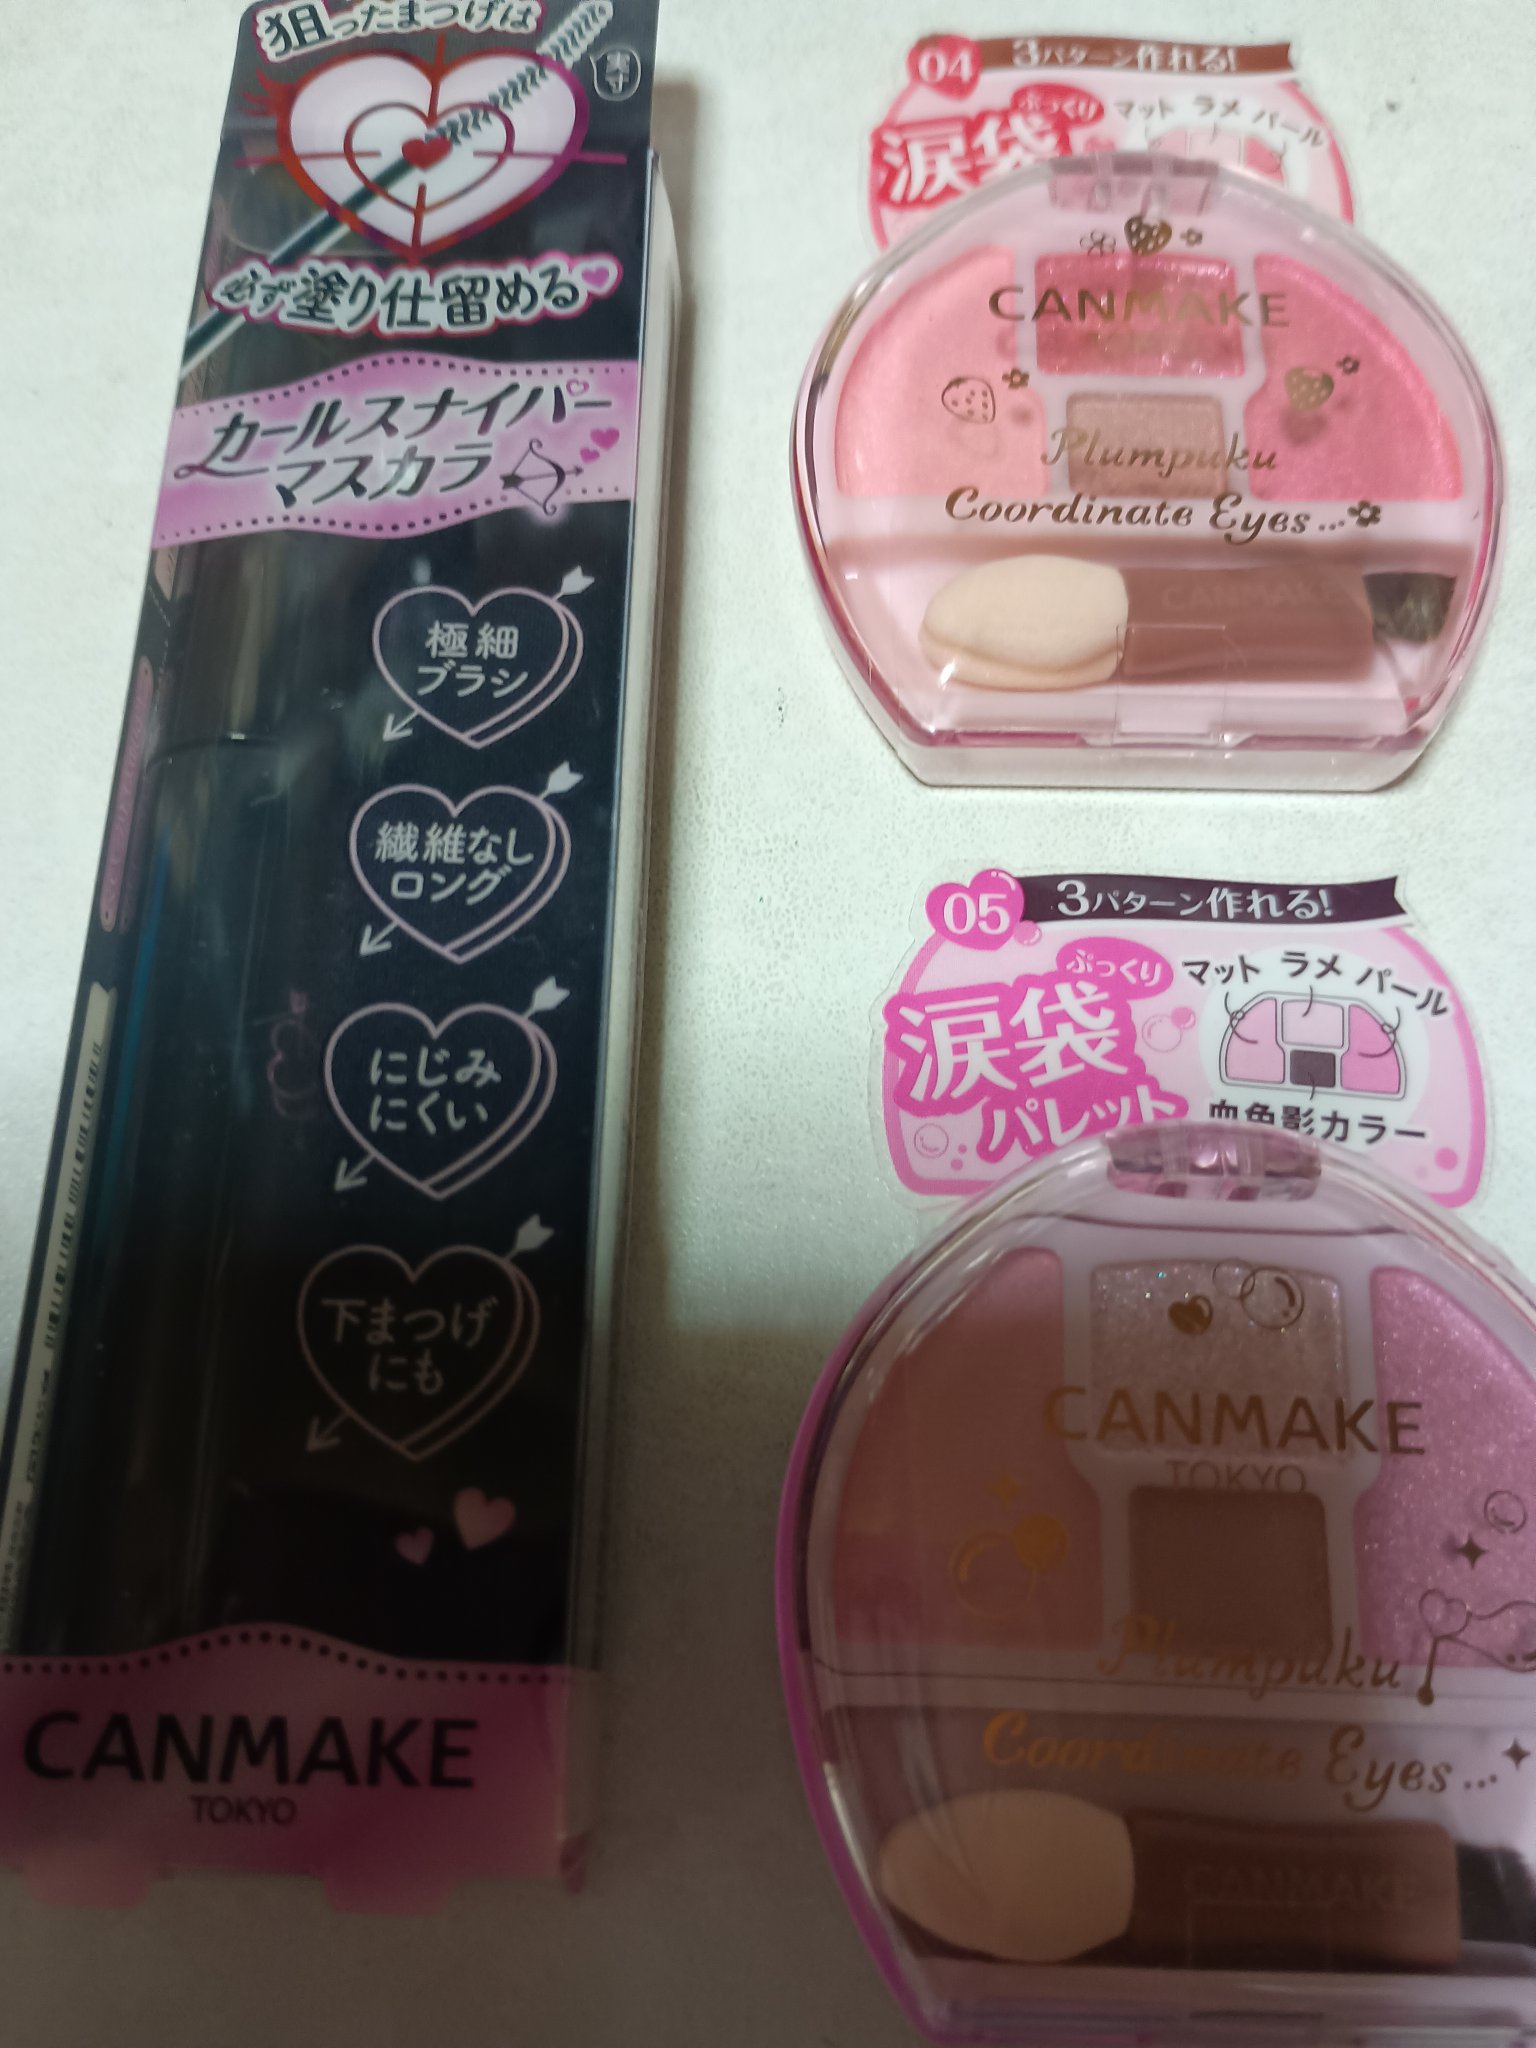 狙ったまつげは
実寸
必ず塗り仕留める
カールスナイパー
マスカラ
極細
ブラシ
繊維なし
ロング
にじみ
にくい
下まつげ
にも
CANMAKE
TOKYO
04
3パターン作れる!
ぷっくり
涙袋
マット ラメ パール
CANMAKE
Plumpuku
Coordinate Eyes...
CANMAKE
05
3パターン作れる!
ぷっくり
涙袋
パレット
マット ラメ パール
血色影カラー
CANMAKE
TOKYO
Plumpuku
Coordinate Eyes...
CANMAKE